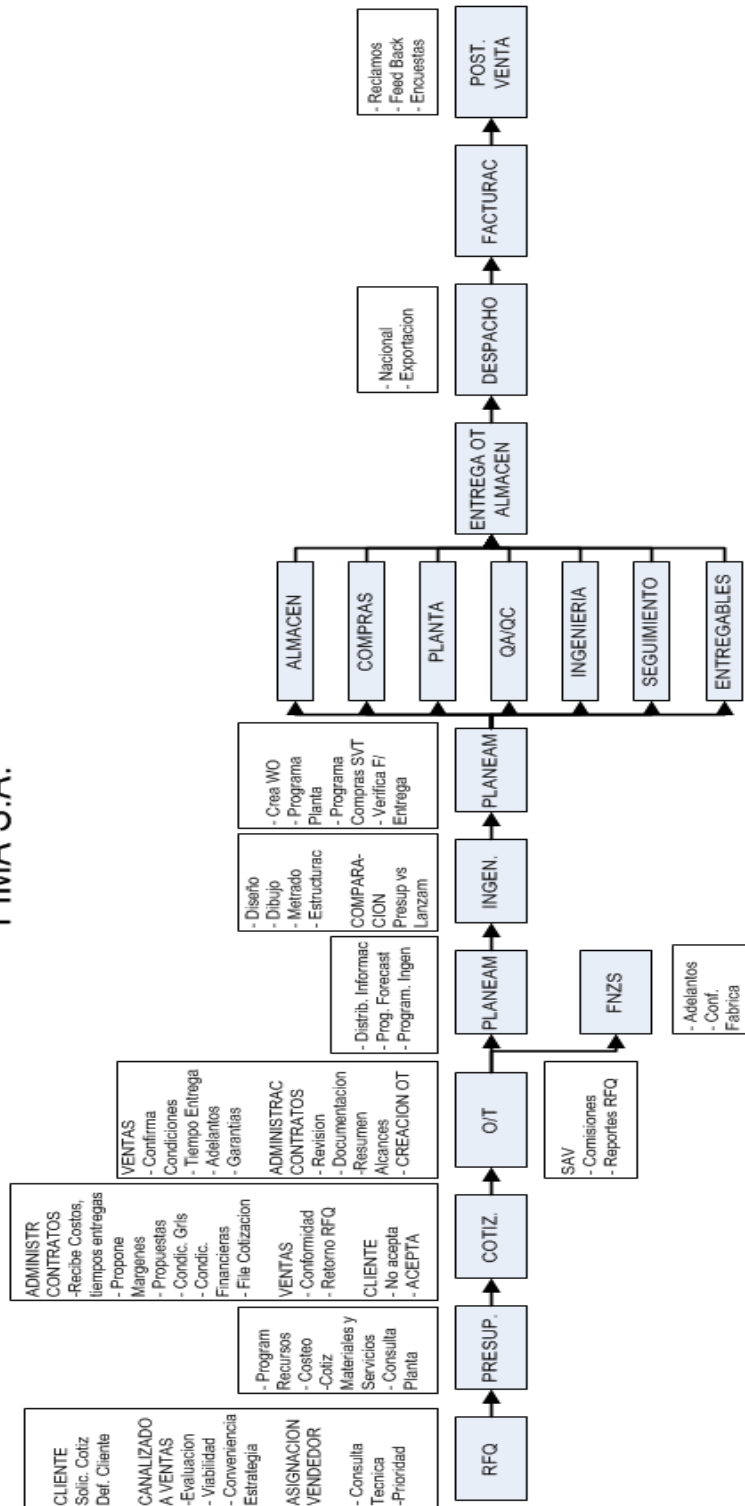 CLIENTE
Solic. Cotiz
Def. Cliente
CANALIZADO
A VENTAS
-Evaluacion
- Viabilidad
- Conveniencia
Estrategia
ASIGNACION
VENDEDOR
- Consulta
Tecnica
-Prioridad
RFQ
- Program
Recursos
- Costeo
-Cotiz
Materiales y
Servicios
- Consulta
Planta
PRESUP.
ADMINISTR
CONTRATOS
-Recibe Costos,
tiempos entregas
- Propone
Margenes
- Propuestas
- Condic. Grls
- Condic.
Financieras
- File Cotizacion
VENTAS
- Conformidad
- Retorno RFQ
CLIENTE
- No acepta
- ACEPTA
COTIZ.
VENTAS
- Confirma
Condiciones
- Tiempo Entrega
- Adelantos
- Garantias
ADMINISTRAC
CONTRATOS
- Revision
- Documentacion
-Resumen
Alcances
- CREACION OT
O/T
SAV
- Comisiones
- Reportes RFQ
- Distrib. Informac
- Prog. Forecast
- Program. Ingen
PLANEAM
FNZS
- Adelantos
- Conf.
Fabrica
- Diseño
- Dibujo
- Metrado
- Estructurac
COMPARA-
CION
Presup vs
Lanzam
INGEN.
- Crea WO
- Programa
Planta
- Programa
Compras SVT
- Verifica F/
Entrega
PLANEAM
ALMACEN
COMPRAS
PLANTA
QA/QC
INGENIERIA
SEGUIMIENTO
ENTREGABLES
ENTREGA OT
ALMACEN
- Nacional
- Exportacion
DESPACHO
FACTURAC
- Reclamos
- Feed Back
- Encuestas
POST.
VENTA